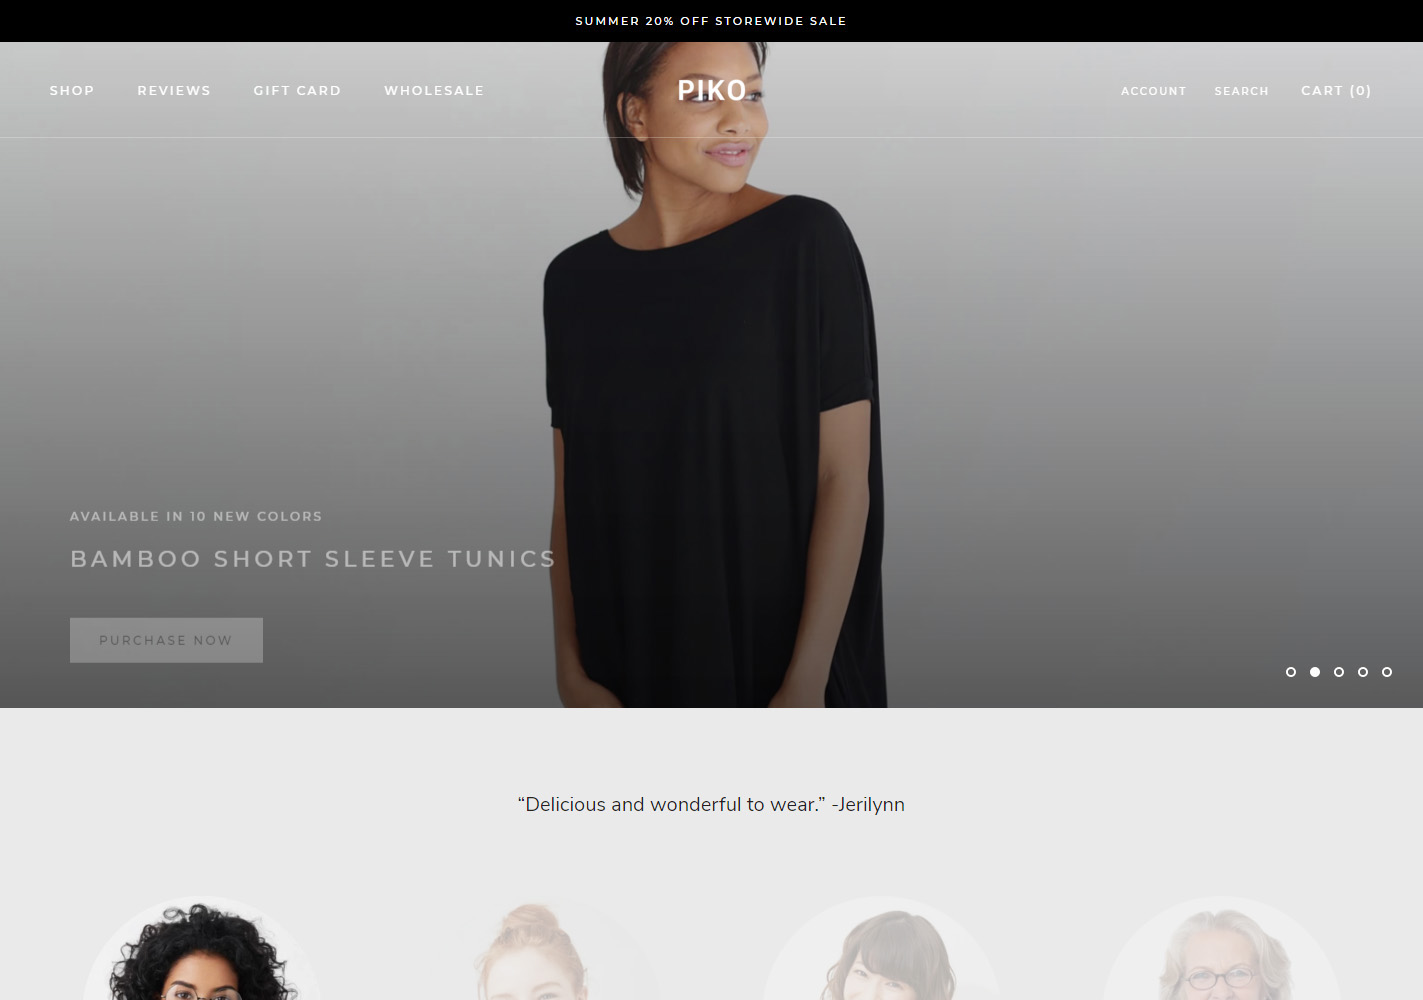 SUMMER 20% OFF STOREWIDE SALE
SHOP REVIEWS GIFT CARD WHOLESALE PIKO ACCOUNT SEARCH CART (0)
AVAILABLE IN 10 NEW COLORS
BAMBOO SHORT SLEEVE TUNICS
PURCHASE NOW
“Delicious and wonderful to wear.” -Jerilynn